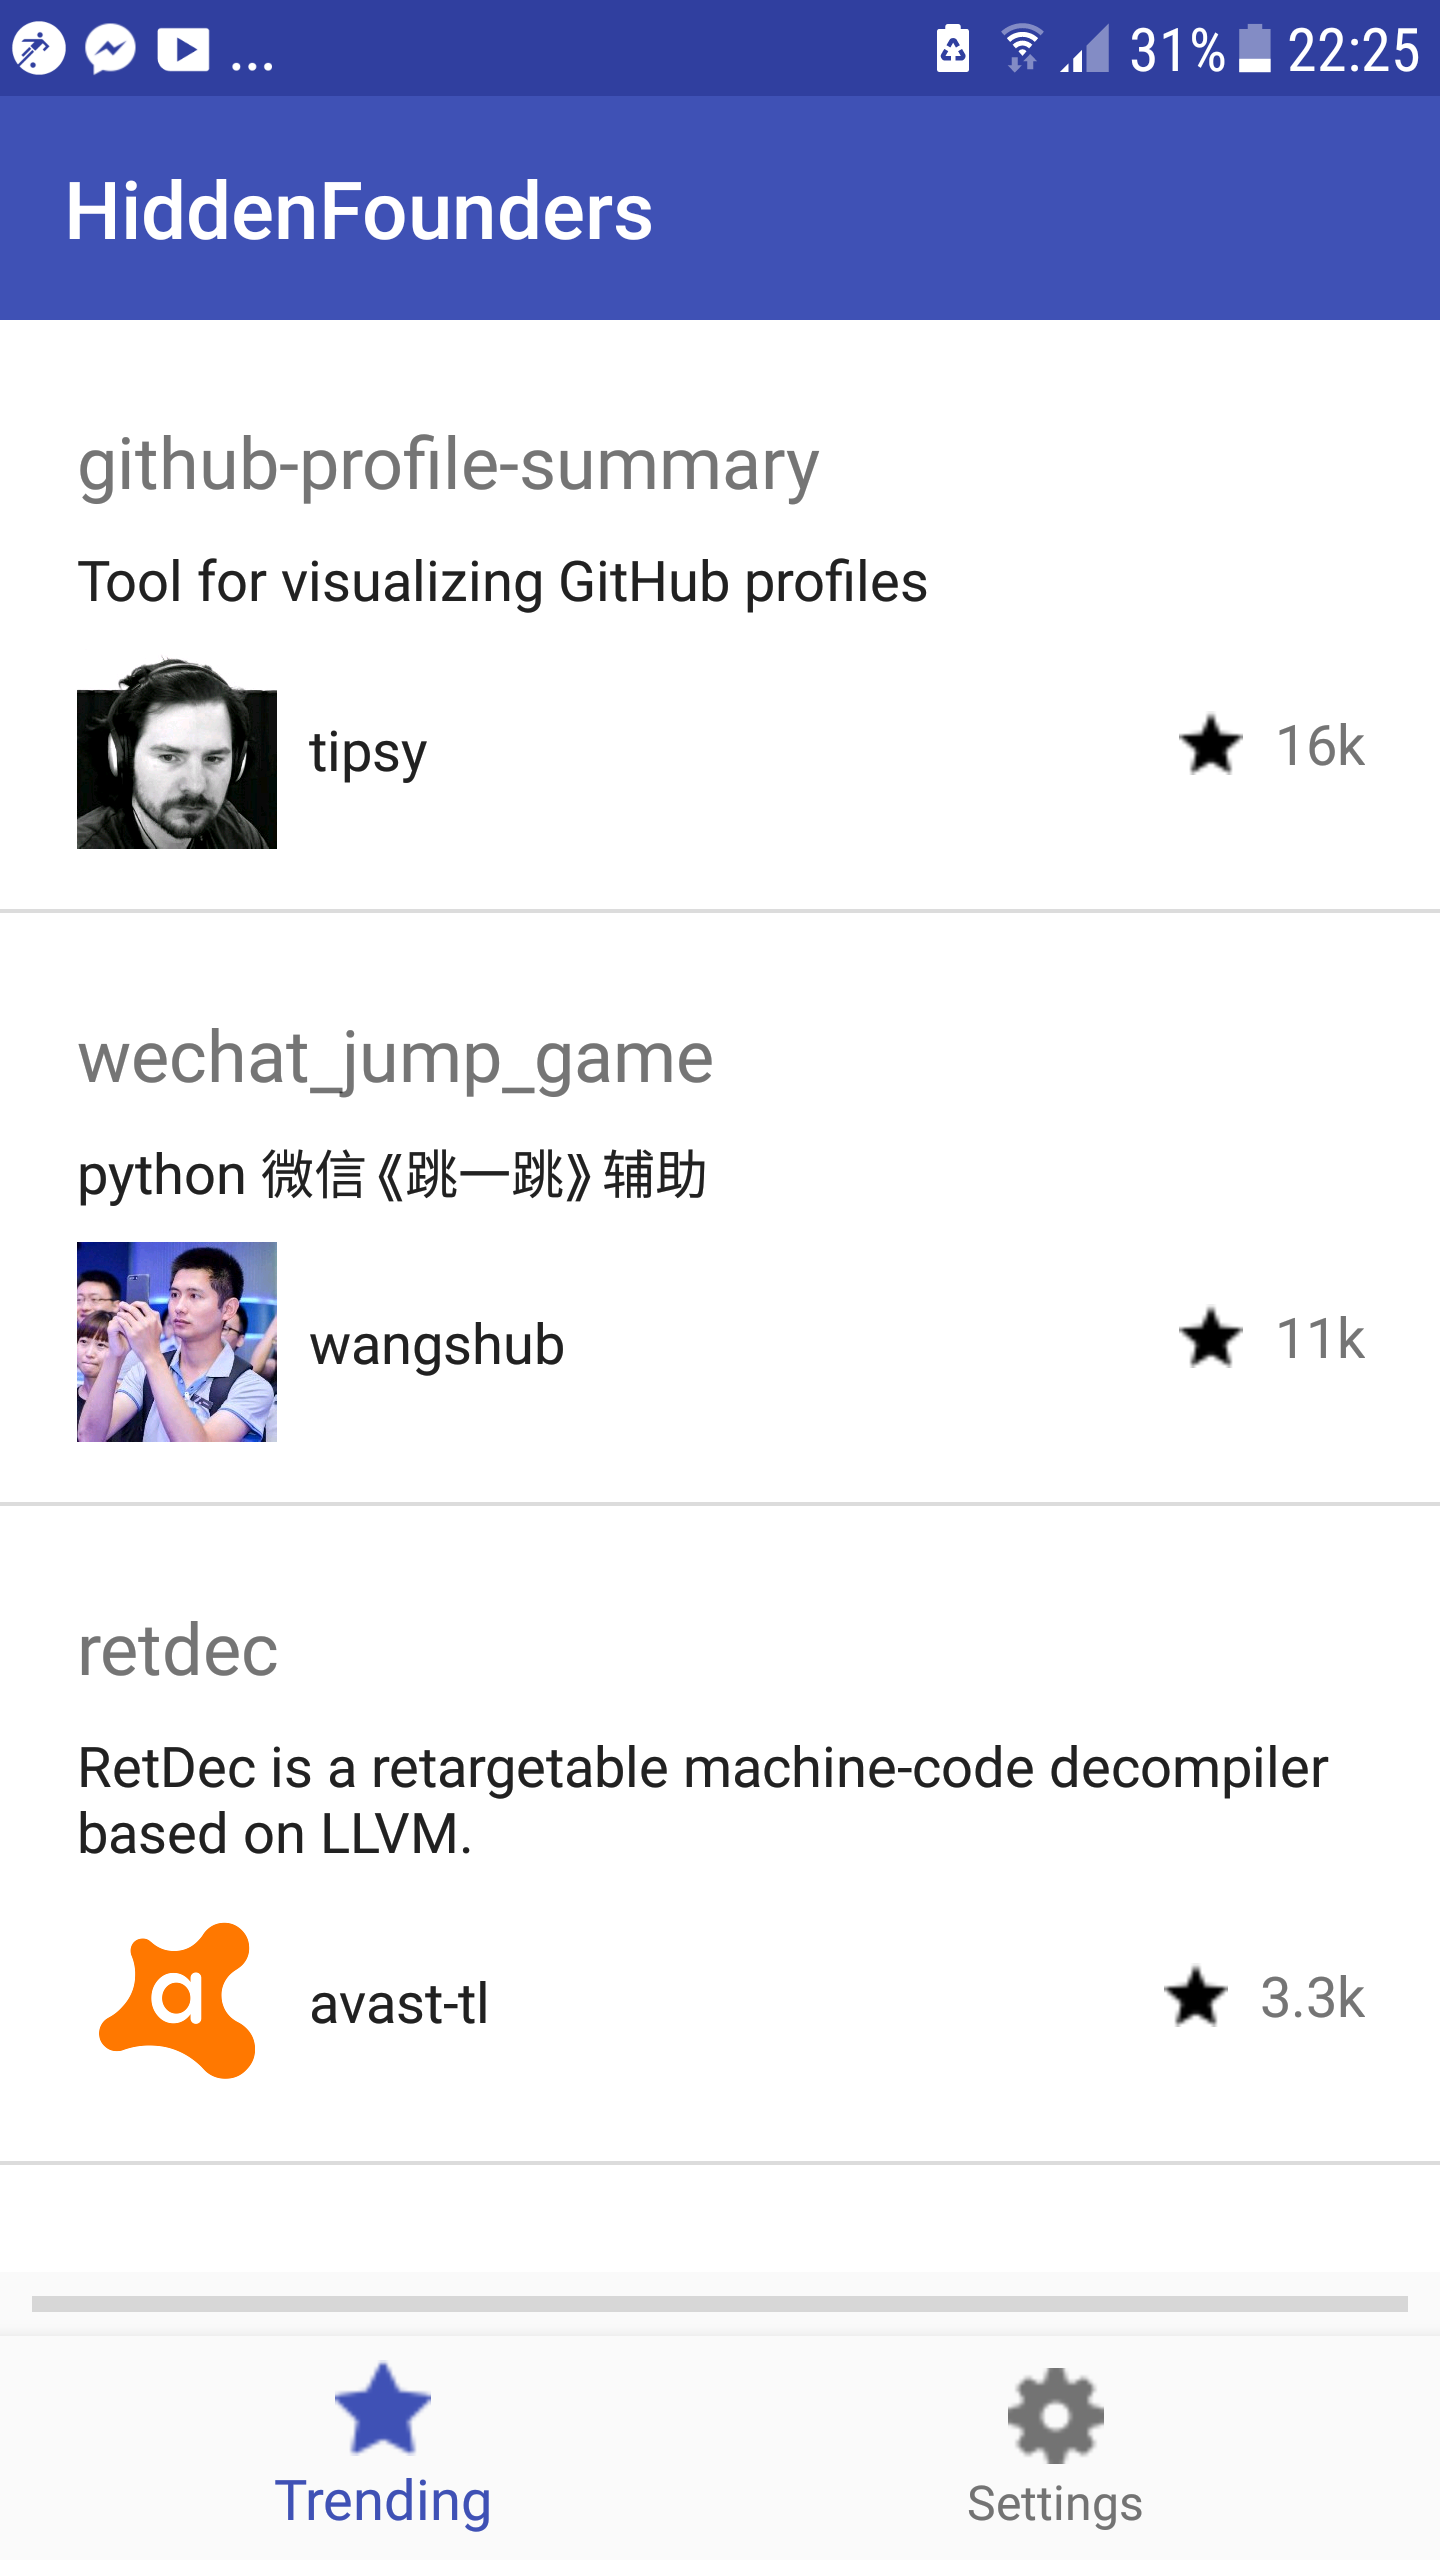 ... 31% 22:25
HiddenFounders
github-profile-summary
Tool for visualizing GitHub profiles
tipsy 16k
wechat_jump_game
python 微信《跳一跳》辅助
wangshub 11k
retdec
RetDec is a retargetable machine-code decompiler
based on LLVM.
a avast-tl 3.3k
Trending Settings